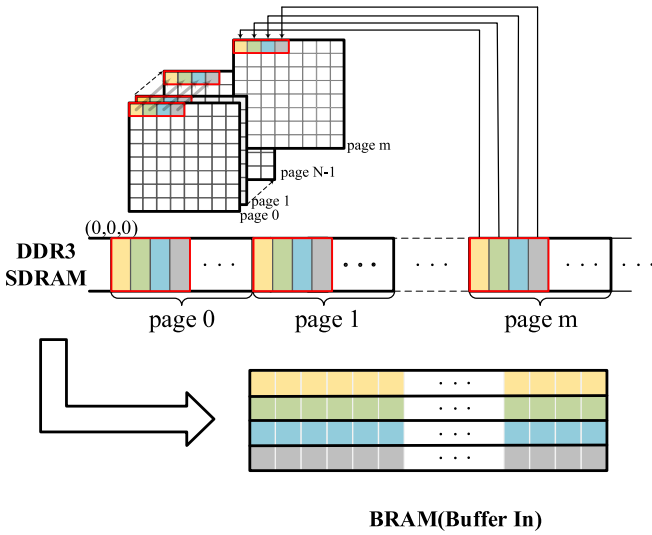 page m
page N-1
page 1
page 0
(0,0,0)
DDR3
SDRAM
· · · · · · · · · · · · · · ·
page 0 page 1 page m
· · ·
· · ·
· · ·
· · ·
BRAM(Buffer In)